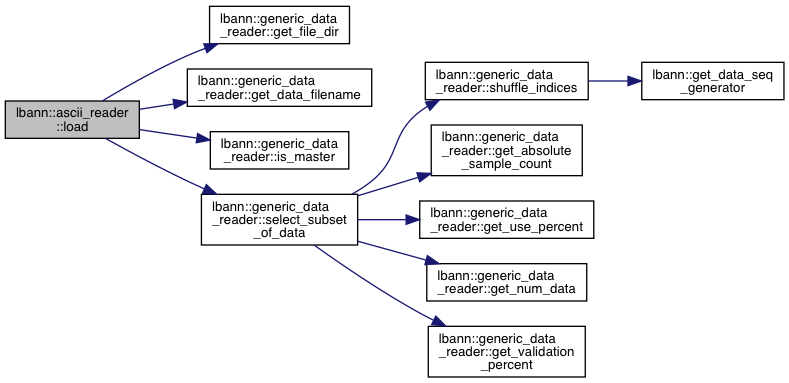 lbann::ascii_reader
::load
lbann::generic_data
_reader::get_file_dir
lbann::generic_data
_reader::get_data_filename
lbann::generic_data
_reader::is_master
lbann::generic_data
_reader::select_subset
_of_data
lbann::generic_data
_reader::shuffle_indices
lbann::get_data_seq
_generator
lbann::generic_data
_reader::get_absolute
_sample_count
lbann::generic_data
_reader::get_use_percent
lbann::generic_data
_reader::get_num_data
lbann::generic_data
_reader::get_validation
_percent